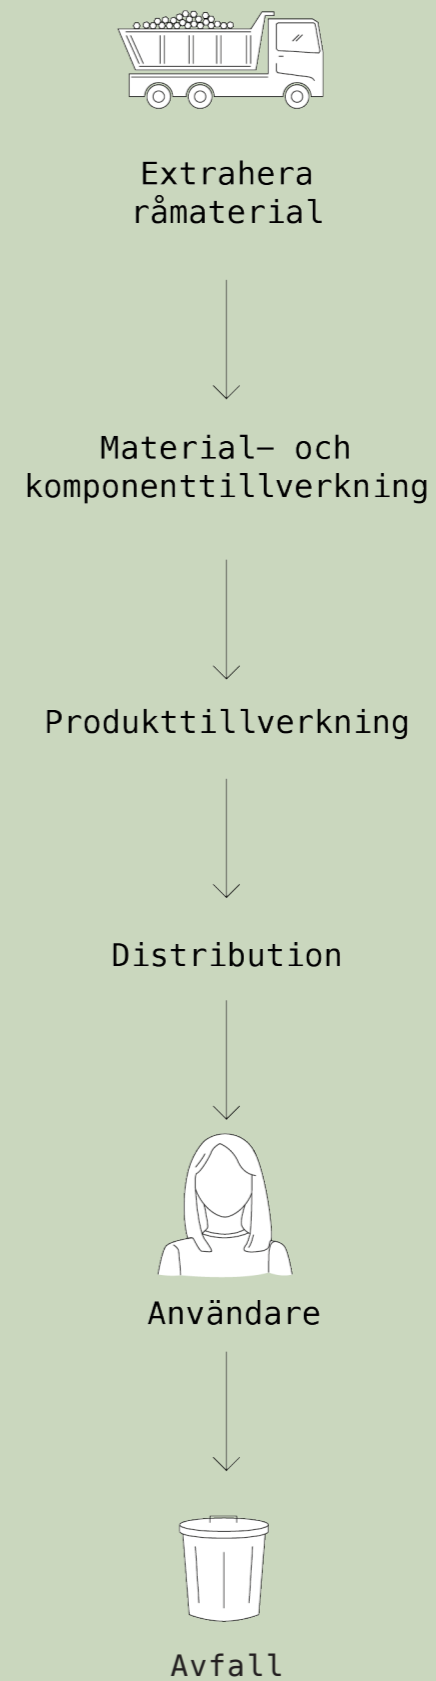 Extrahera
råmaterial
Material– och
komponenttillverkning
Produkttillverkning
Distribution
Användare
Avfall